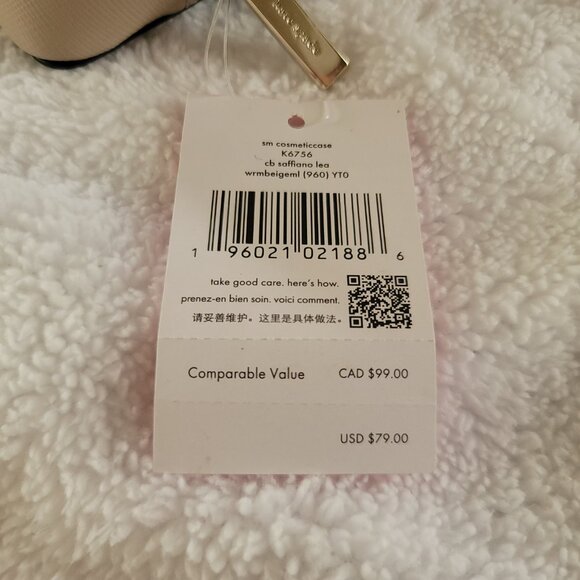 sm cosmeticcase
K6756
cb saffiano lea
wrmbeigeml (960) YT0
1 96021 02188 6
take good care. here's how.
prenez-en bien soin. voici comment.
请妥善维护。这里是具体做法。
Comparable Value CAD $99.00
USD $79.00